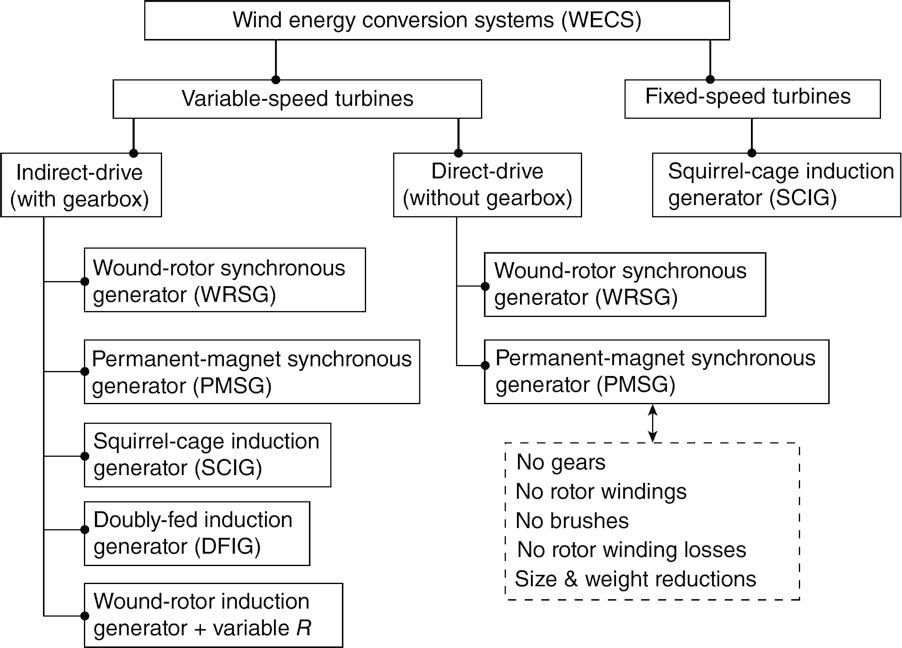 Wind energy conversion systems (WECS)
Variable-speed turbines
Fixed-speed turbines
Indirect-drive
(with gearbox)
Direct-drive
(without gearbox)
Squirrel-cage induction
generator (SCIG)
Wound-rotor synchronous
generator (WRSG)
Permanent-magnet synchronous
generator (PMSG)
Squirrel-cage induction
generator (SCIG)
Doubly-fed induction
generator (DFIG)
Wound-rotor induction
generator + variable R
Wound-rotor synchronous
generator (WRSG)
Permanent-magnet synchronous
generator (PMSG)
No gears
No rotor windings
No brushes
No rotor winding losses
Size & weight reductions